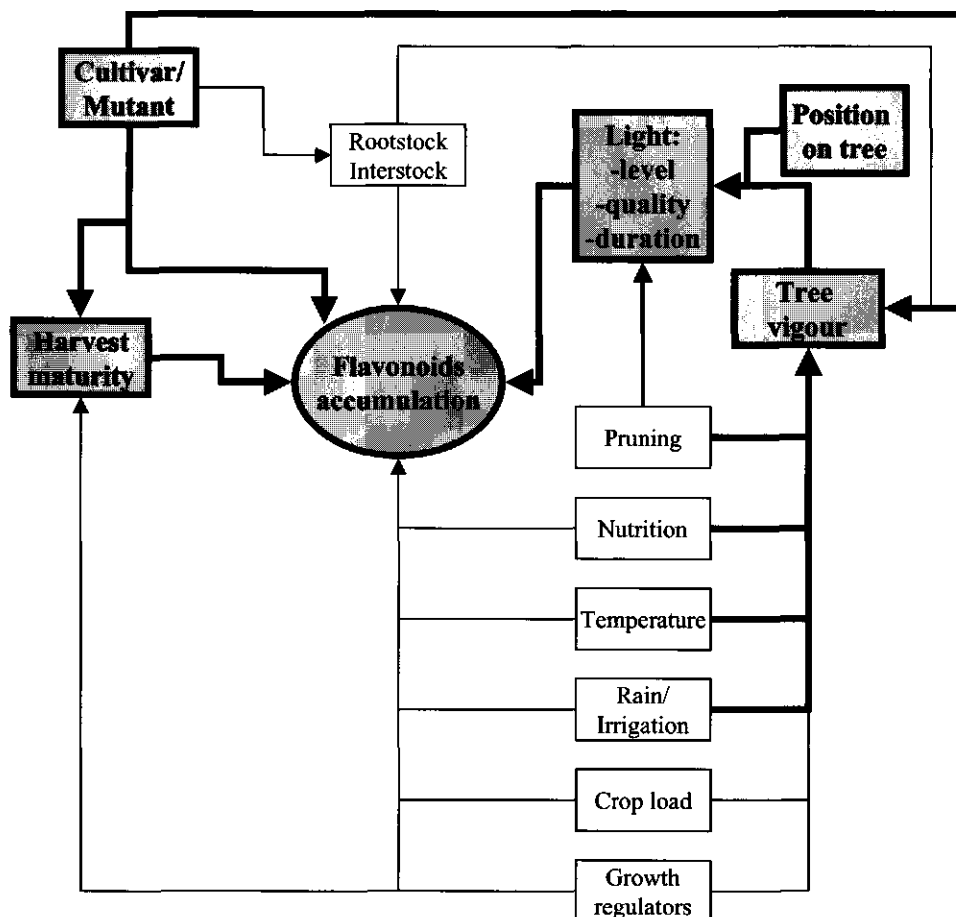 Cultivar/
Mutant
Rootstock
Interstock
Light:
-level
-quality
-duration
Position
on tree
Tree
vigour
Harvest
maturity
Flavonoids
accumulation
Pruning
Nutrition
Temperature
Rain/
Irrigation
Crop load
Growth
regulators